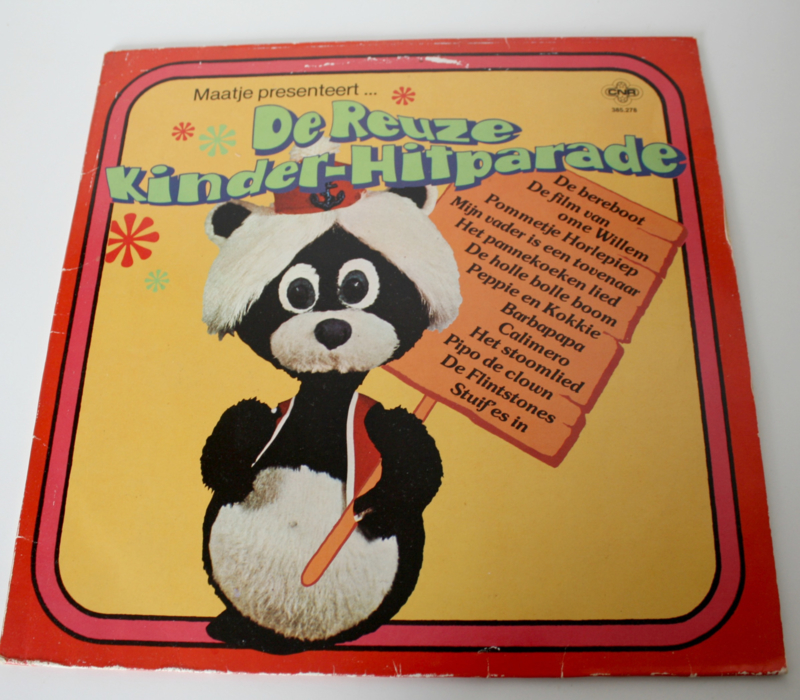 Maatje presenteert ...
De Reuze
Kinder-Hitparade
CNR
385.278
De bereboot
De film van
ome Willem
Pommetje Horlepiep
Mijn vader is een tovenaar
Het pannekoeken lied
De holle bolle boom
Peppie en Kokkie
Barbapapa
Calimero
Het stoomlied
Pipo de clown
De Flintstones
Stuif es in